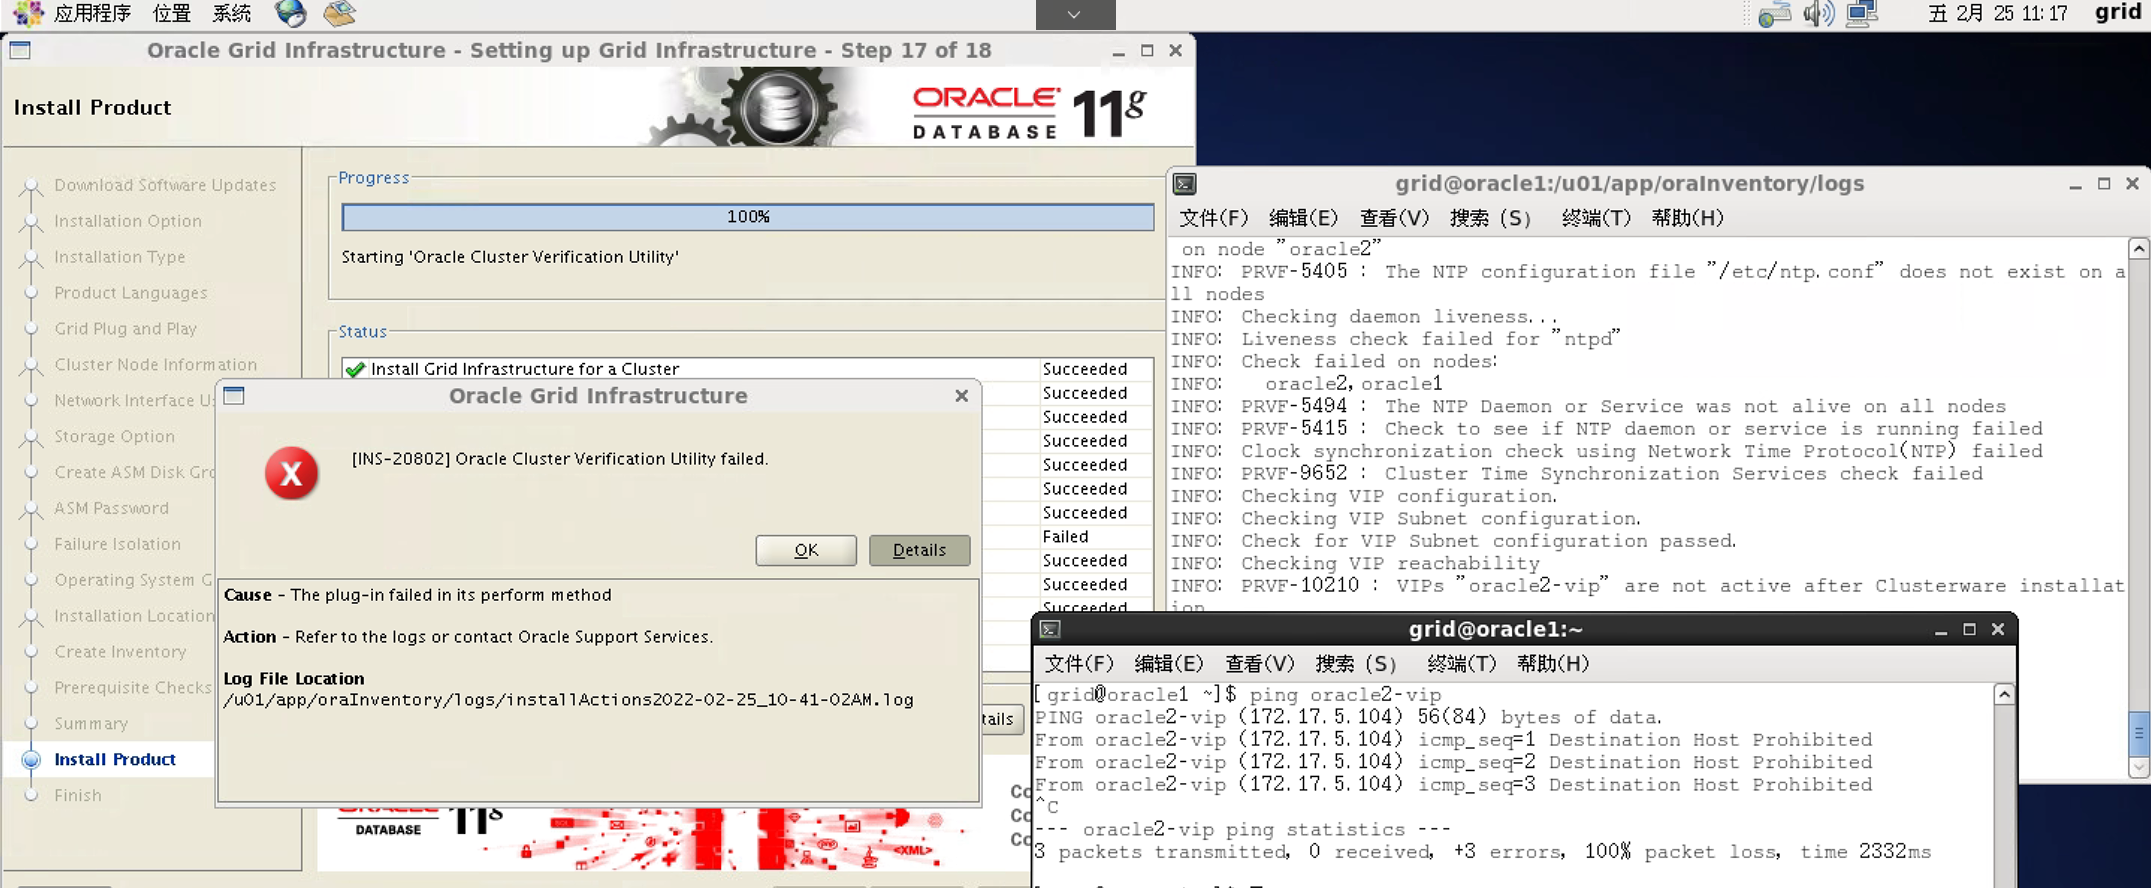 应用程序 位置 系统
五 2月 25 11:17 grid
Oracle Grid Infrastructure - Setting up Grid Infrastructure - Step 17 of 18
Install Product
ORACLE
DATABASE 11g
Download Software Updates
Installation Option
Installation Type
Product Languages
Grid Plug and Play
Cluster Node Information
Network Interface U
Storage Option
Create ASM Disk Gro
ASM Password
Failure Isolation
Operating System G
Installation Location
Create Inventory
Prerequisite Checks
Summary
Install Product
Finish
Progress
100%
Starting 'Oracle Cluster Verification Utility'
Status
Install Grid Infrastructure for a Cluster Succeeded
Succeeded
Succeeded
Succeeded
Succeeded
Succeeded
Succeeded
Failed
Succeeded
Succeeded
Succeeded
tails
Co
Co
Co
ORACLE
DATABASE 11g
<XML>
Oracle Grid Infrastructure
[INS-20802] Oracle Cluster Verification Utility failed.
OK Details
Cause - The plug-in failed in its perform method
Action - Refer to the logs or contact Oracle Support Services.
Log File Location
/u01/app/oraInventory/logs/installActions2022-02-25_10-41-02AM.log
grid@oracle1:/u01/app/oraInventory/logs
文件(F) 编辑(E) 查看(V) 搜索 (S) 终端(T) 帮助(H)
on node "oracle2"
INFO: PRVF-5405 : The NTP configuration file "/etc/ntp.conf" does not exist on a
ll nodes
INFO: Checking daemon liveness...
INFO: Liveness check failed for "ntpd"
INFO: Check failed on nodes:
INFO: oracle2,oracle1
INFO: PRVF-5494 : The NTP Daemon or Service was not alive on all nodes
INFO: PRVF-5415 : Check to see if NTP daemon or service is running failed
INFO: Clock synchronization check using Network Time Protocol(NTP) failed
INFO: PRVF-9652 : Cluster Time Synchronization Services check failed
INFO: Checking VIP configuration.
INFO: Checking VIP Subnet configuration.
INFO: Check for VIP Subnet configuration passed.
INFO: Checking VIP reachability
INFO: PRVF-10210 : VIPs "oracle2-vip" are not active after Clusterware installat
ion
grid@oracle1:~
文件(F) 编辑(E) 查看(V) 搜索 (S) 终端(T) 帮助(H)
[grid@oracle1 ~]$ ping oracle2-vip
PING oracle2-vip (172.17.5.104) 56(84) bytes of data.
From oracle2-vip (172.17.5.104) icmp_seq=1 Destination Host Prohibited
From oracle2-vip (172.17.5.104) icmp_seq=2 Destination Host Prohibited
From oracle2-vip (172.17.5.104) icmp_seq=3 Destination Host Prohibited
^C
--- oracle2-vip ping statistics ---
3 packets transmitted, 0 received, +3 errors, 100% packet loss, time 2332ms